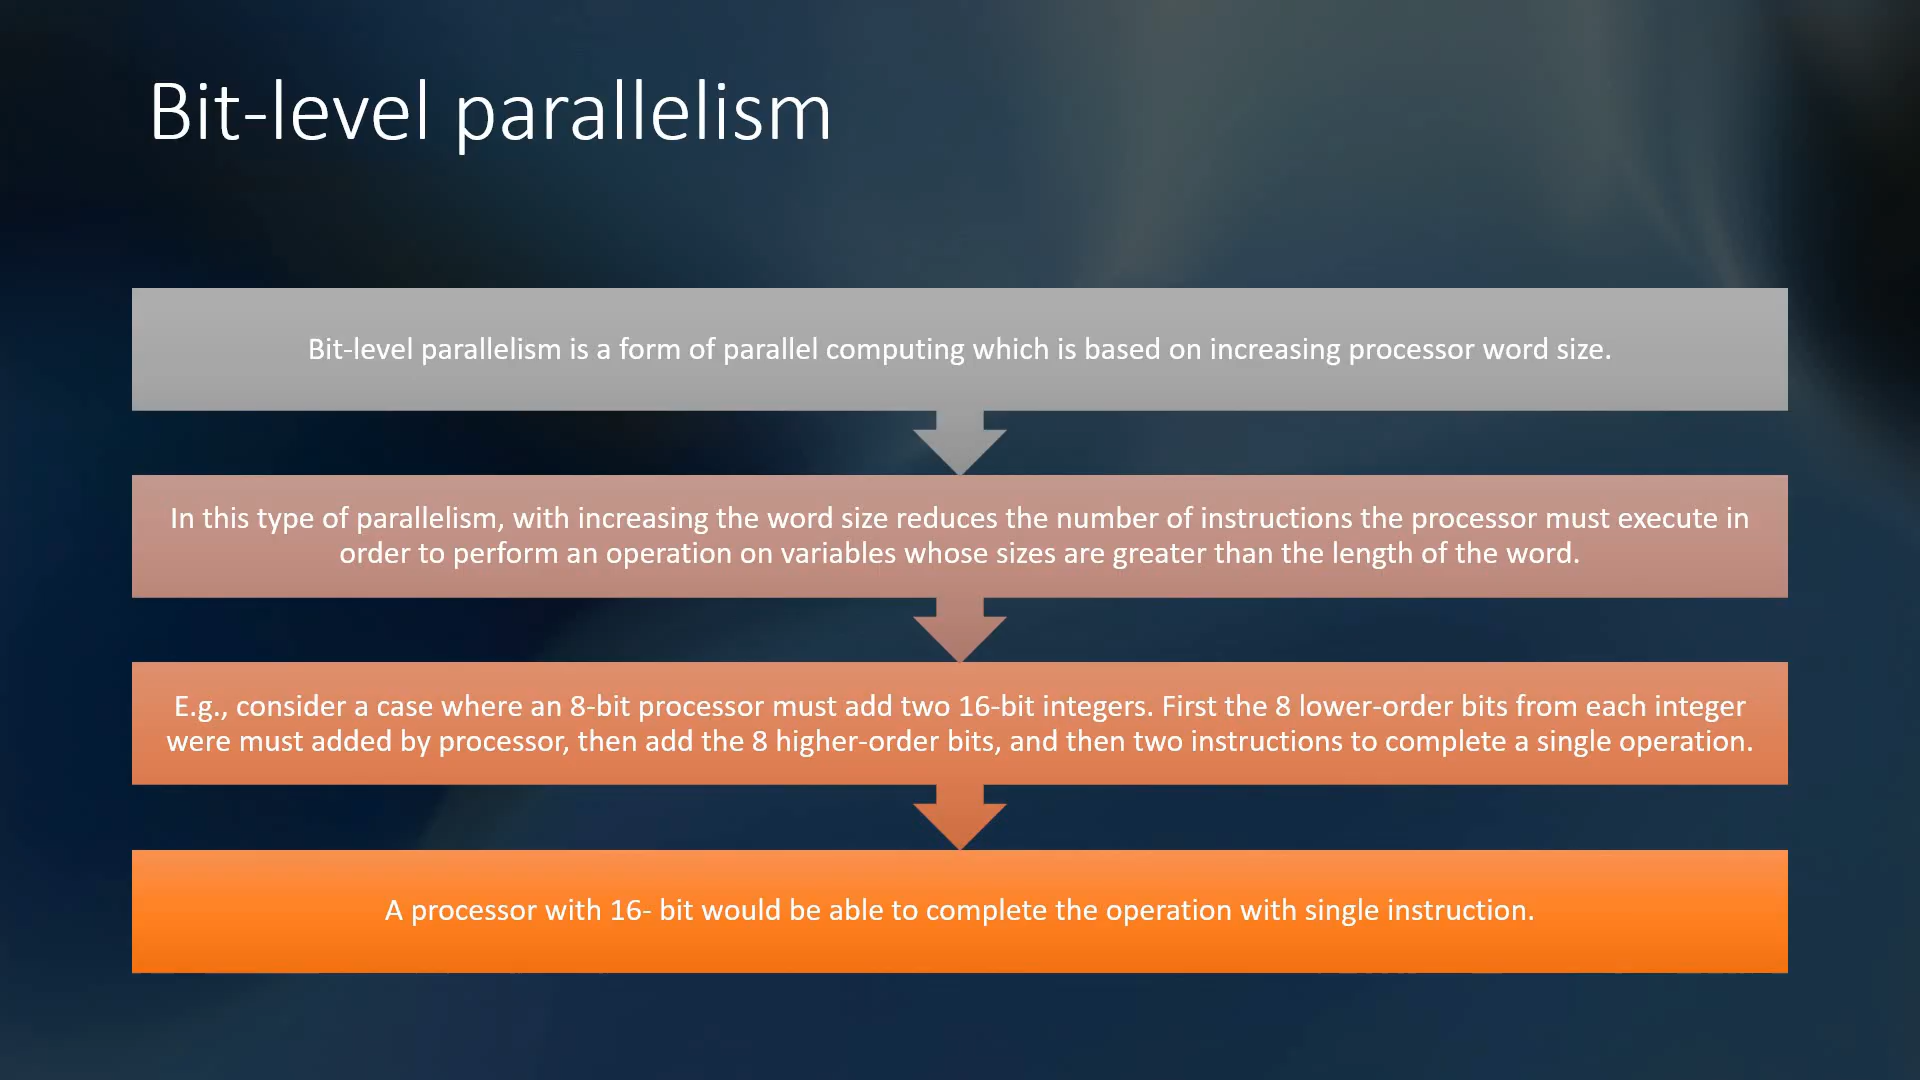 Bit-level parallelism
Bit-level parallelism is a form of parallel computing which is based on increasing processor word size.
In this type of parallelism, with increasing the word size reduces the number of instructions the processor must execute in
order to perform an operation on variables whose sizes are greater than the length of the word.
E.g., consider a case where an 8-bit processor must add two 16-bit integers. First the 8 lower-order bits from each integer
were must added by processor, then add the 8 higher-order bits, and then two instructions to complete a single operation.
A processor with 16- bit would be able to complete the operation with single instruction.